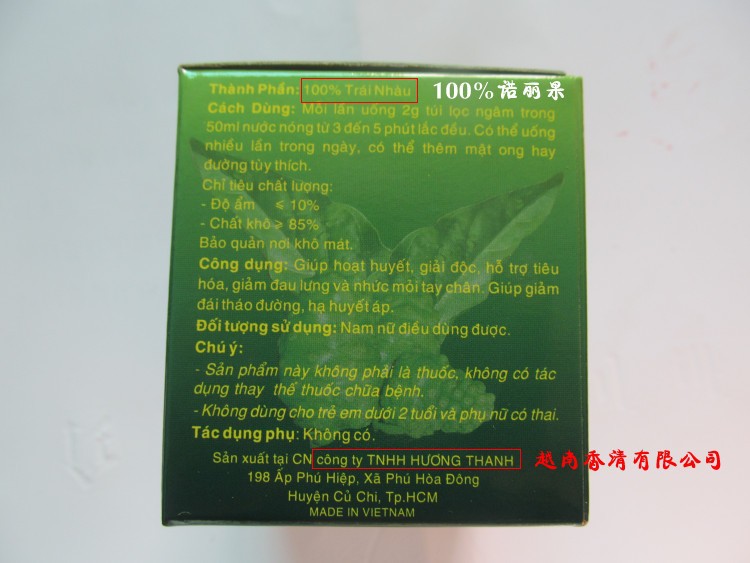 Thành Phần: 100% Trái Nhàu 100%诺丽果
Cách Dùng: Mỗi lần uống 2g túi lọc ngâm trong
50ml nước nóng từ 3 đến 5 phút lắc đều. Có thể uống
nhiều lần trong ngày, có thể thêm mật ong hay
đường tùy thích.
Chỉ tiêu chất lượng:
- Độ ẩm ≤ 10%
- Chất khô ≥ 85%
Bảo quản nơi khô mát.
Công dụng: Giúp hoạt huyết, giải độc, hỗ trợ tiêu
hóa, giảm đau lưng và nhức mỏi tay chân. Giúp giảm
đái tháo đường, hạ huyết áp.
Đối tượng sử dụng: Nam nữ điều dùng được.
Chú ý:
- Sản phẩm này không phải là thuốc, không có tác
dụng thay thế thuốc chữa bệnh.
- Không dùng cho trẻ em dưới 2 tuổi và phụ nữ có thai.
Tác dụng phụ: Không có.
Sản xuất tại CN công ty TNHH HƯƠNG THANH 越南香清有限公司
198 Ấp Phú Hiệp, Xã Phú Hòa Đông
Huyện Củ Chi, Tp.HCM
MADE IN VIETNAM